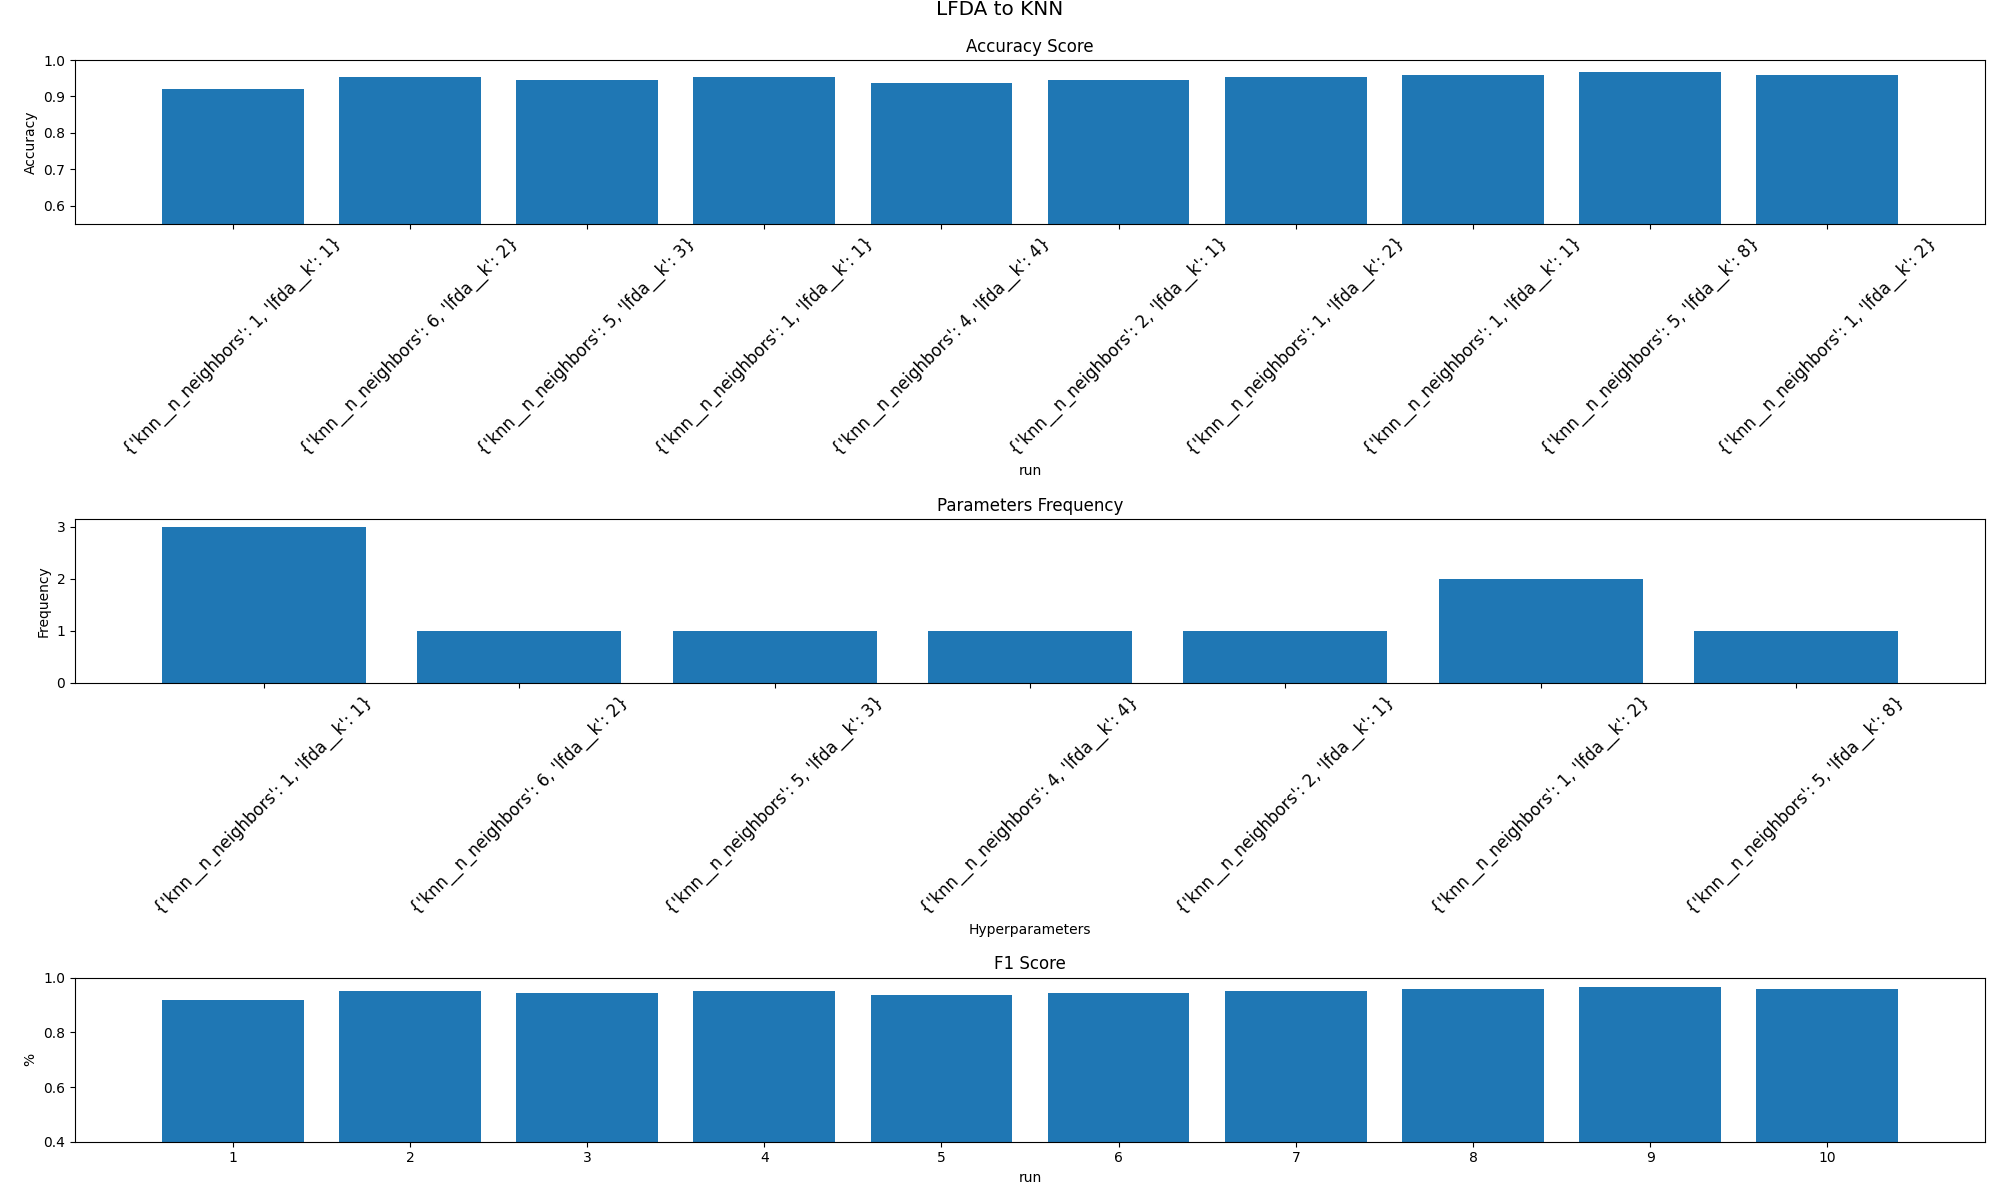 LFDA to KNN
Accuracy Score
Accuracy
1.0
0.9
0.8
0.7
0.6
{'knn__n_neighbors': 1, 'lfda__k': 1}
{'knn__n_neighbors': 6, 'lfda__k': 2}
{'knn__n_neighbors': 5, 'lfda__k': 3}
{'knn__n_neighbors': 1, 'lfda__k': 1}
{'knn__n_neighbors': 4, 'lfda__k': 4}
{'knn__n_neighbors': 2, 'lfda__k': 1}
{'knn__n_neighbors': 1, 'lfda__k': 2}
{'knn__n_neighbors': 1, 'lfda__k': 1}
{'knn__n_neighbors': 5, 'lfda__k': 8}
{'knn__n_neighbors': 1, 'lfda__k': 2}
run
Parameters Frequency
Frequency
3
2
1
0
{'knn__n_neighbors': 1, 'lfda__k': 1}
{'knn__n_neighbors': 6, 'lfda__k': 2}
{'knn__n_neighbors': 5, 'lfda__k': 3}
{'knn__n_neighbors': 4, 'lfda__k': 4}
{'knn__n_neighbors': 2, 'lfda__k': 1}
{'knn__n_neighbors': 1, 'lfda__k': 2}
{'knn__n_neighbors': 5, 'lfda__k': 8}
Hyperparameters
F1 Score
%
1.0
0.8
0.6
0.4
1 2 3 4 5 6 7 8 9 10
run